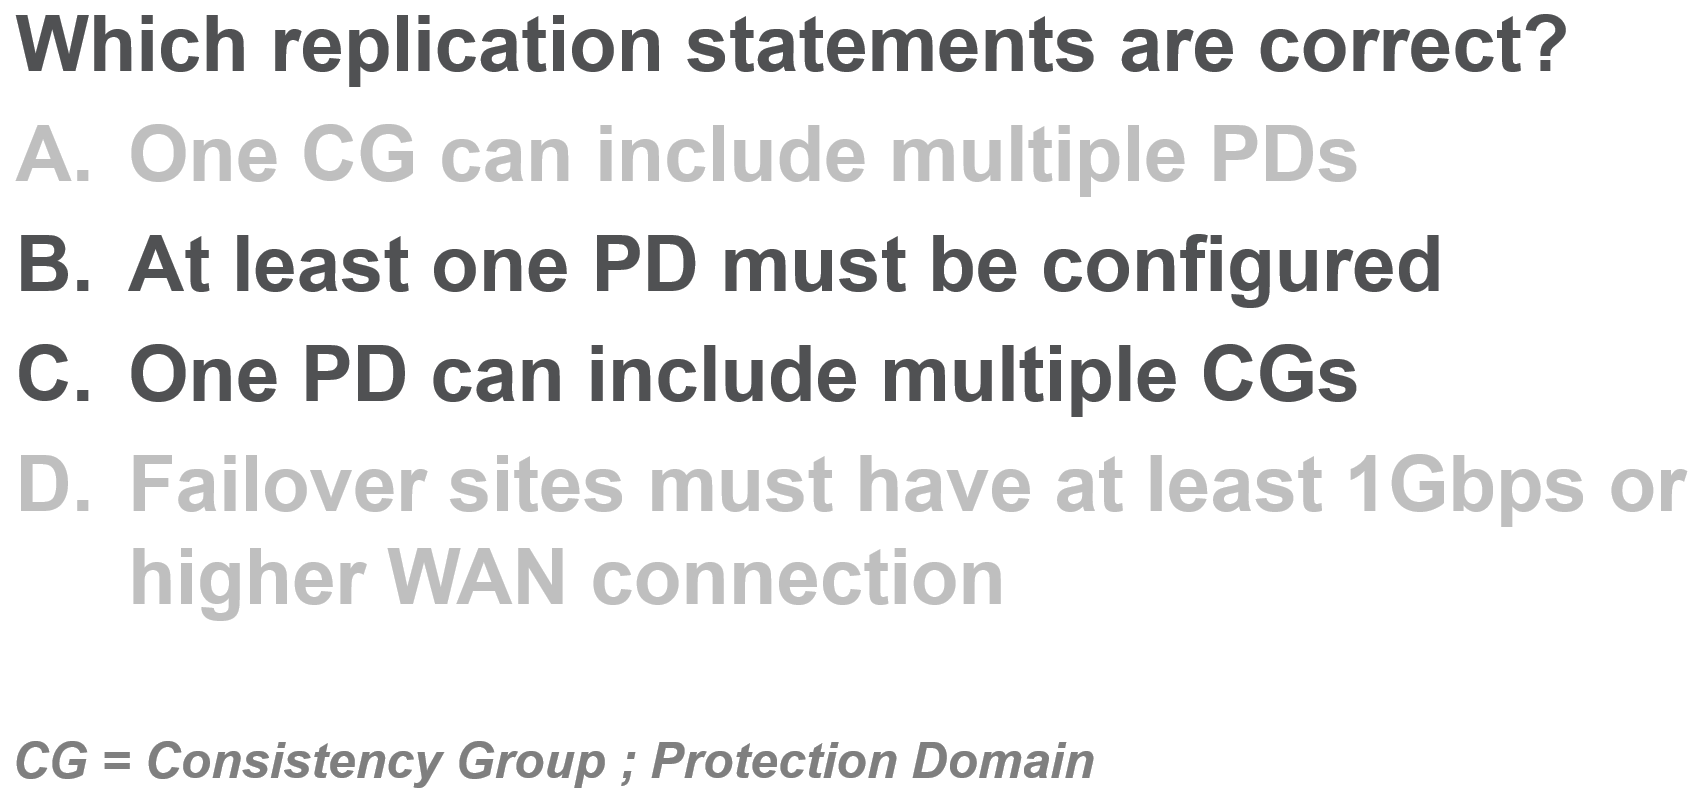 Which replication statements are correct?
A. One CG can include multiple PDs
B. At least one PD must be configured
C. One PD can include multiple CGs
D. Failover sites must have at least 1Gbps or
higher WAN connection
CG = Consistency Group ; Protection Domain